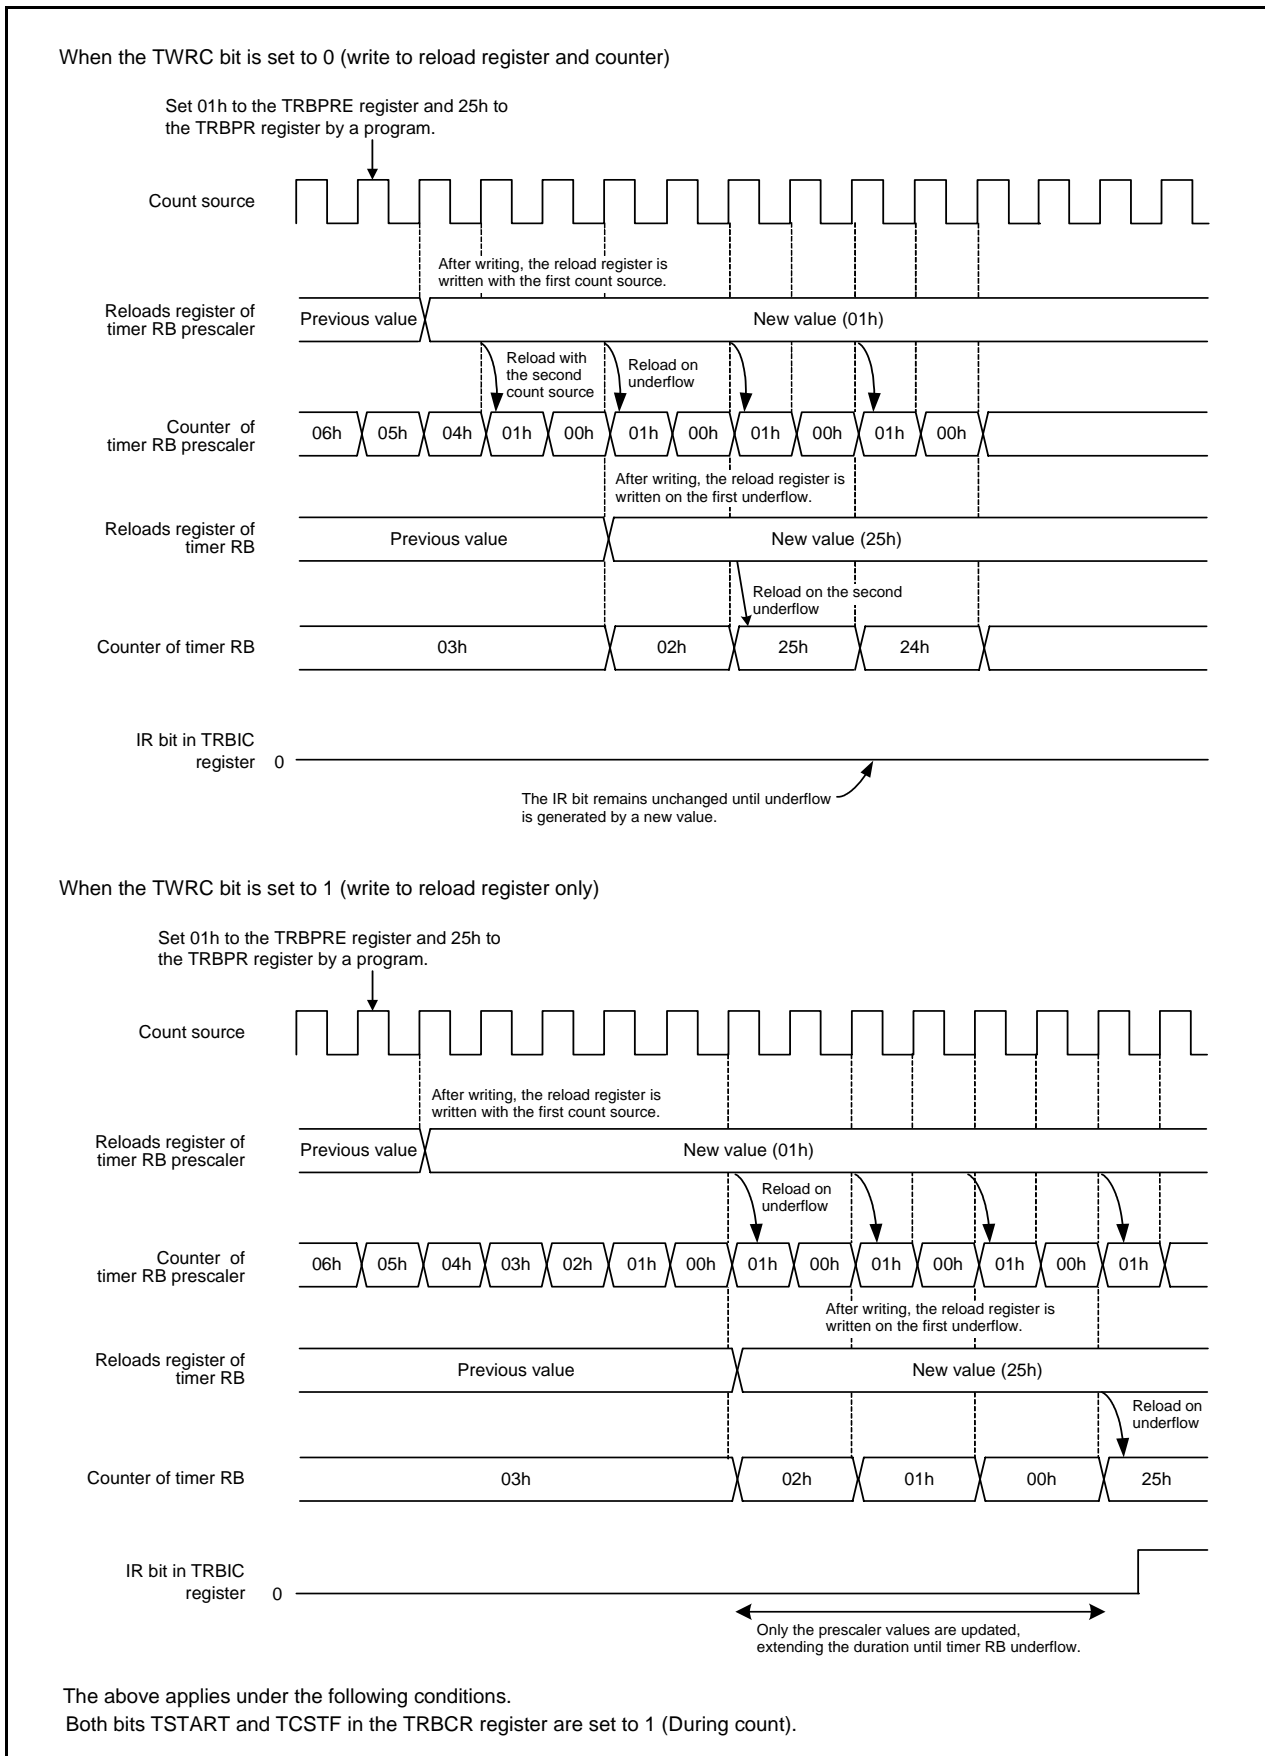 When the TWRC bit is set to 0 (write to reload register and counter)
Set 01h to the TRBPRE register and 25h to
the TRBPR register by a program.
Count source
After writing, the reload register is
written with the first count source.
Reloads register of
timer RB prescaler
Previous value
New value (01h)
Reload with
the second
count source
Reload on
underflow
Counter of
timer RB prescaler
06h 05h 04h 01h 00h 01h 00h 01h 00h 01h 00h
After writing, the reload register is
written on the first underflow.
Reloads register of
timer RB
Previous value
New value (25h)
Reload on the second
underflow
Counter of timer RB
03h 02h 25h 24h
IR bit in TRBIC
register
0
The IR bit remains unchanged until underflow
is generated by a new value.
When the TWRC bit is set to 1 (write to reload register only)
Set 01h to the TRBPRE register and 25h to
the TRBPR register by a program.
Count source
After writing, the reload register is
written with the first count source.
Reloads register of
timer RB prescaler
Previous value
New value (01h)
Reload on
underflow
Counter of
timer RB prescaler
06h 05h 04h 03h 02h 01h 00h 01h 00h 01h 00h 01h 00h 01h
After writing, the reload register is
written on the first underflow.
Reloads register of
timer RB
Previous value
New value (25h)
Reload on
underflow
Counter of timer RB
03h 02h 01h 00h 25h
IR bit in TRBIC
register
0
Only the prescaler values are updated,
extending the duration until timer RB underflow.
The above applies under the following conditions.
Both bits TSTART and TCSTF in the TRBCR register are set to 1 (During count).